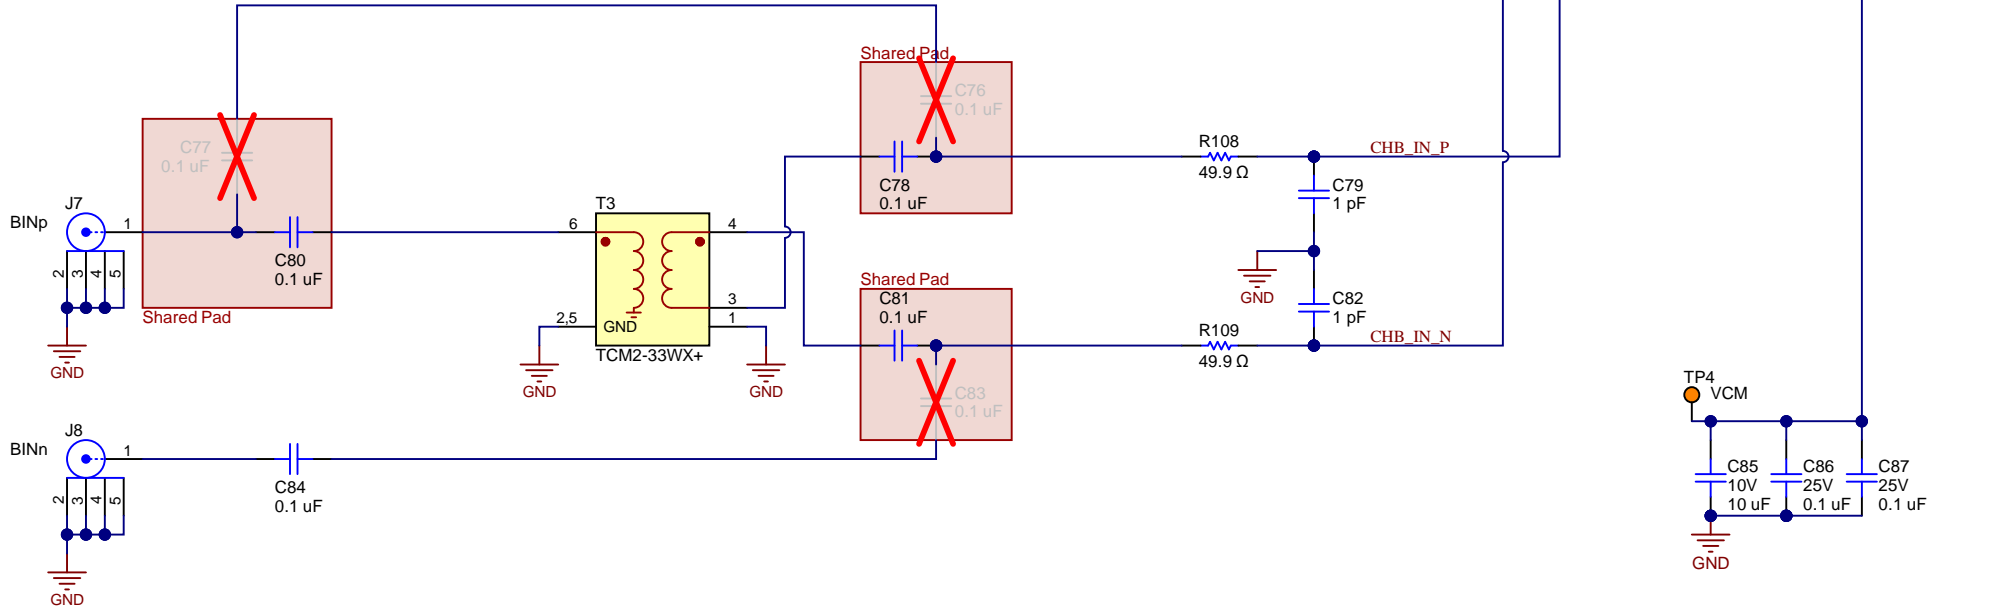 Shared Pad
C76
0.1 uF
C77
0.1 uF
R108
49.9 Ω
CHB_IN_P
C78
0.1 uF
C79
1 pF
J7
BINp
1
2
3
4
5
C80
0.1 uF
Shared Pad
GND
T3
6
4
3
2,5
GND
1
TCM2-33WX+
GND
GND
Shared Pad
C81
0.1 uF
GND
C82
1 pF
R109
49.9 Ω
CHB_IN_N
C83
0.1 uF
J8
BINn
1
2
3
4
5
C84
0.1 uF
GND
TP4
VCM
C85
10V
10 uF
C86
25V
0.1 uF
C87
25V
0.1 uF
GND